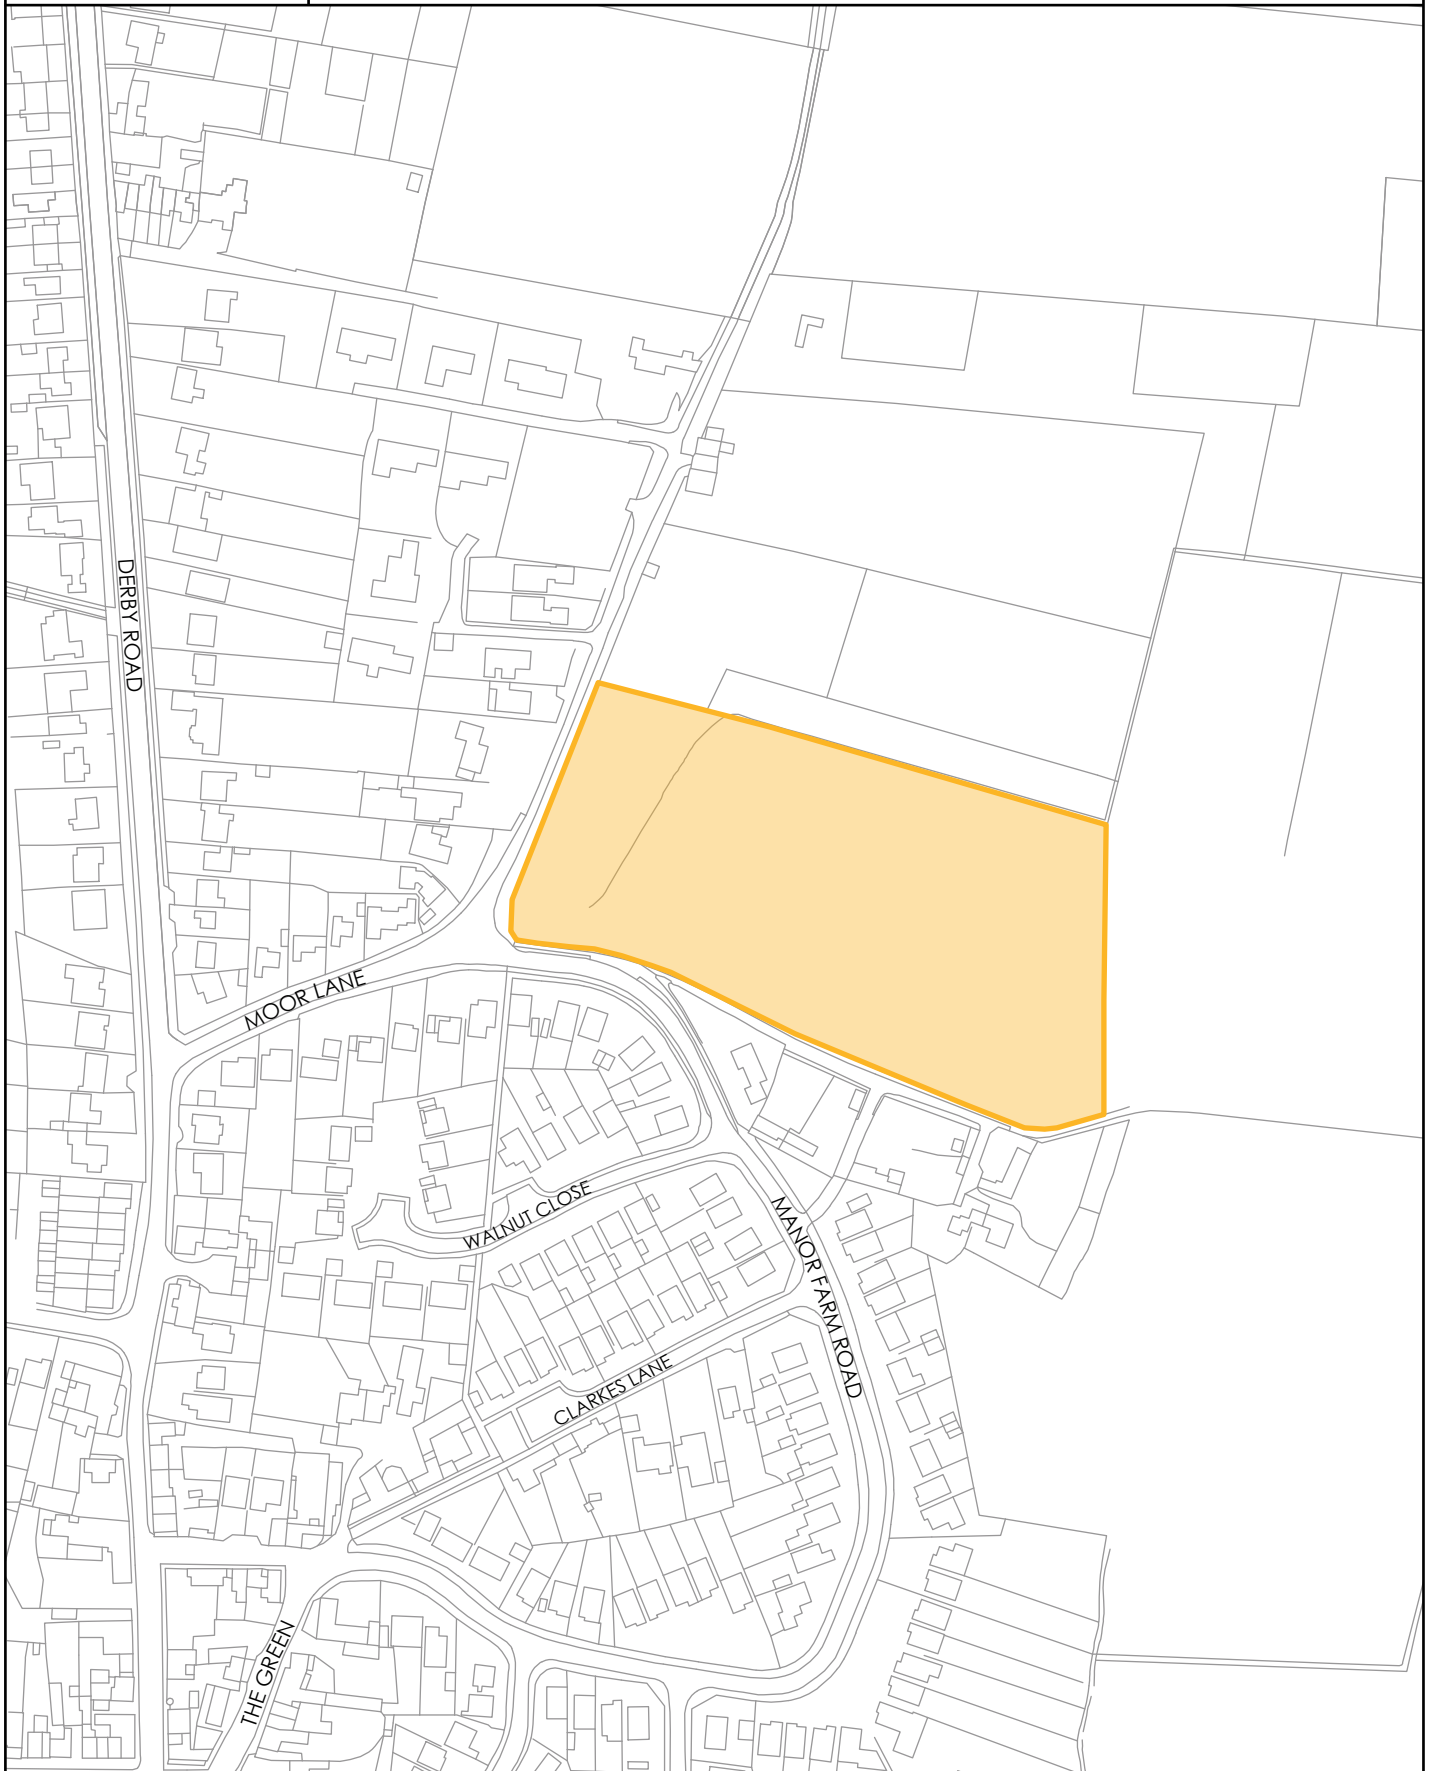 DERBY ROAD
MOOR LANE
WALNUT CLOSE
MANOR FARM ROAD
CLARKES LANE
THE GREEN